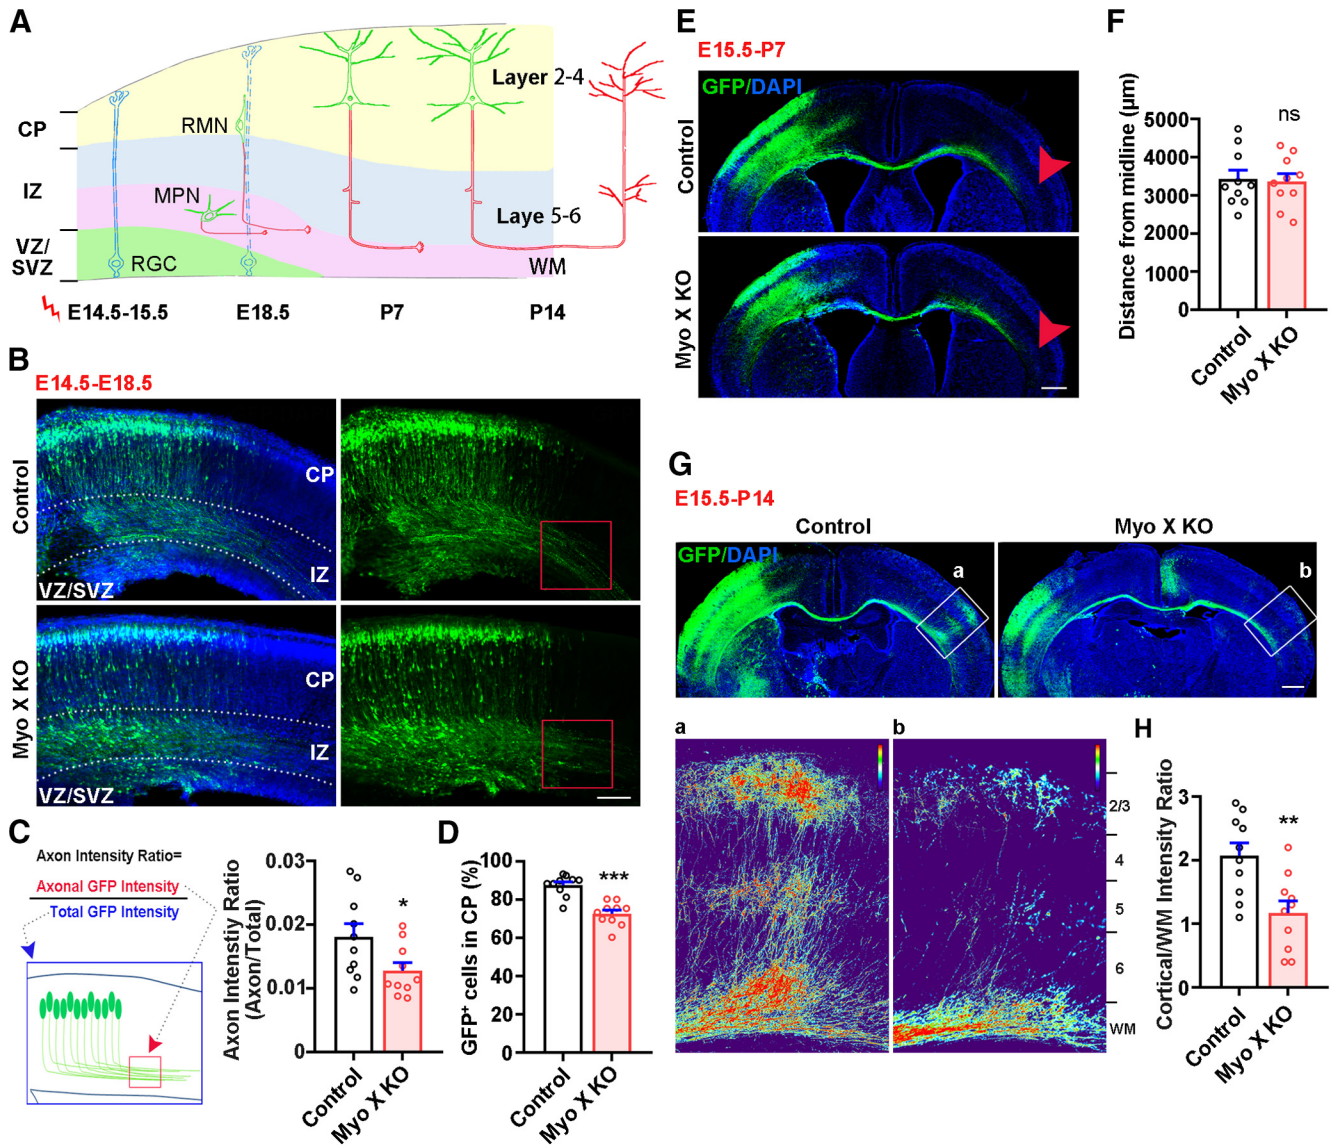 A
Layer 2-4
RMN
CP
IZ
MPN
Laye 5-6
VZ/
SVZ
RGC
WM
E14.5-15.5
E18.5
P7
P14
B
E14.5-E18.5
Control
CP
IZ
VZ/SVZ
Myo X KO
CP
IZ
VZ/SVZ
C
Axon Intensity Ratio=
Axonal GFP Intensity
Total GFP Intensity
Axon Intenstiy Ratio
(Axon/Total)
0.03
0.02
0.01
0
*
Control
Myo X KO
D
GFP+ cells in CP (%)
100
80
60
40
20
0
***
Control
Myo X KO
E
E15.5-P7
GFP/DAPI
Control
Myo X KO
F
Distance from midline (μm)
5000
4000
3000
2000
1000
0
ns
Control
Myo X KO
G
E15.5-P14
Control
Myo X KO
GFP/DAPI
a
b
a
b
2/3
4
5
6
WM
H
Cortical/WM Intensity Ratio
3
2
1
0
**
Control
Myo X KO